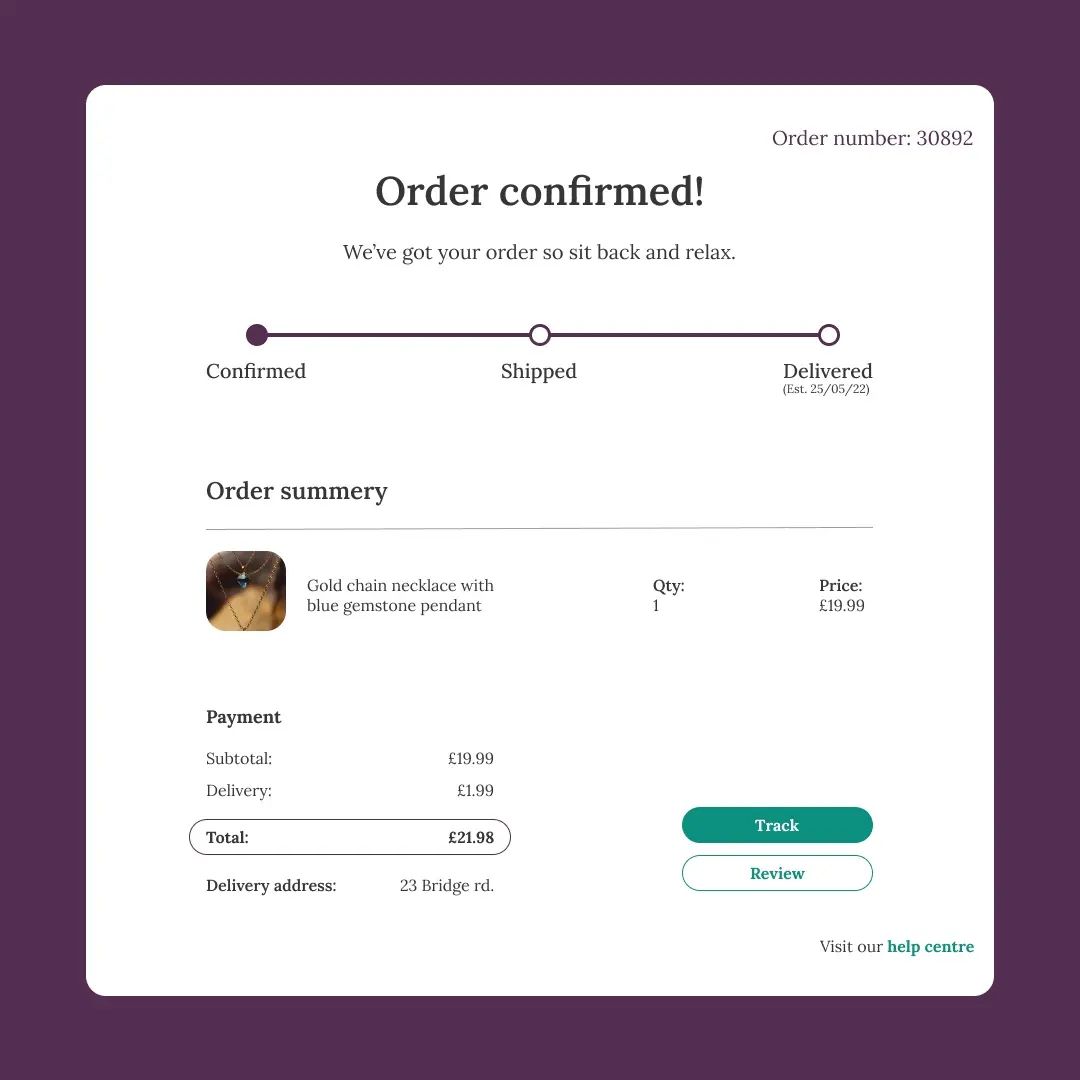 Order number: 30892
Order confirmed!
We’ve got your order so sit back and relax.
Confirmed Shipped Delivered
(Est. 25/05/22)
Order summery
Gold chain necklace with Qty: Price:
blue gemstone pendant 1 £19.99
Payment
Subtotal: £19.99
Delivery: £1.99
Total: £21.98
Track
Review
Delivery address: 23 Bridge rd.
Visit our help centre